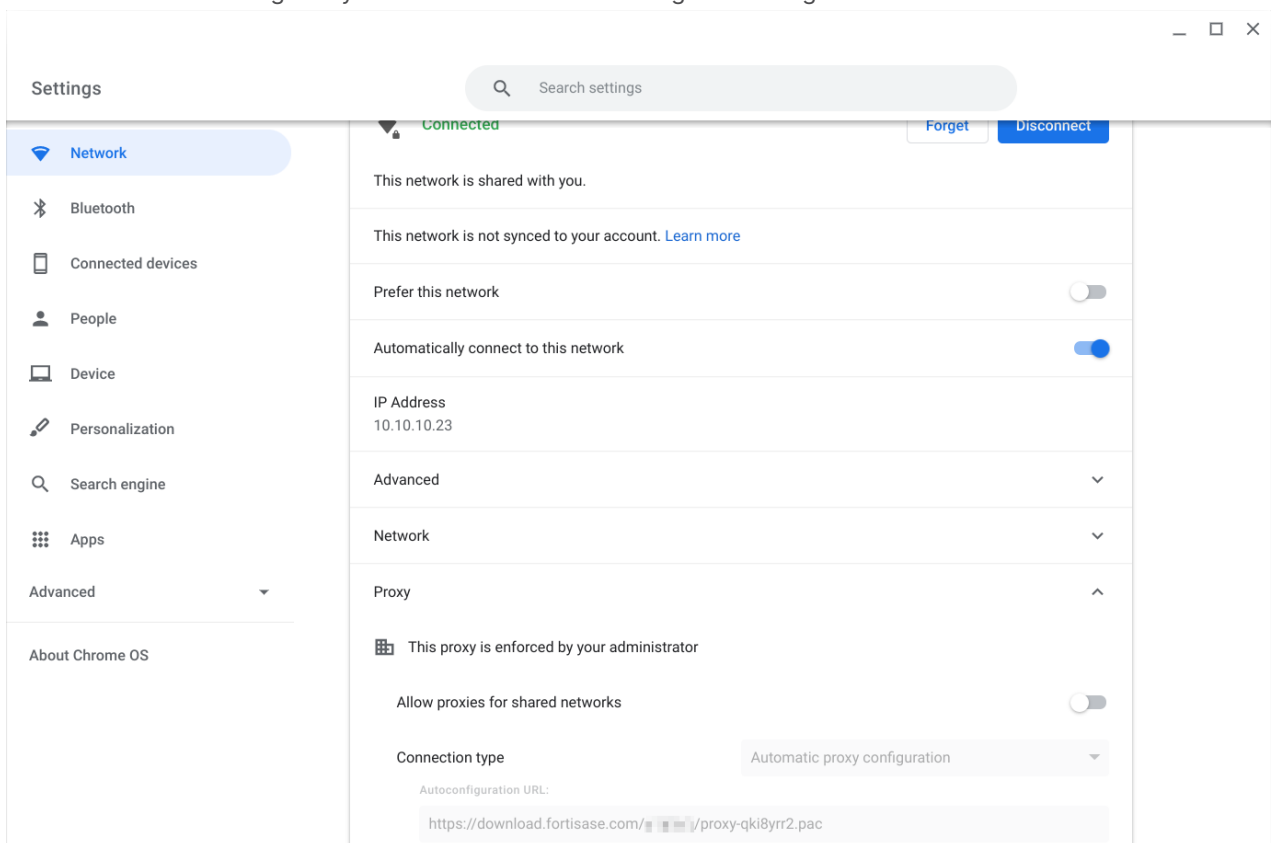 Settings
Search settings
Connected
Forget
Disconnect
Network
Bluetooth
Connected devices
People
Device
Personalization
Search engine
Apps
Advanced
About Chrome OS
This network is shared with you.
This network is not synced to your account. Learn more
Prefer this network
Automatically connect to this network
IP Address
10.10.10.23
Advanced
Network
Proxy
This proxy is enforced by your administrator
Allow proxies for shared networks
Connection type
Automatic proxy configuration
Autoconfiguration URL:
https://download.fortisase.com/ /proxy-qki8yrr2.pac